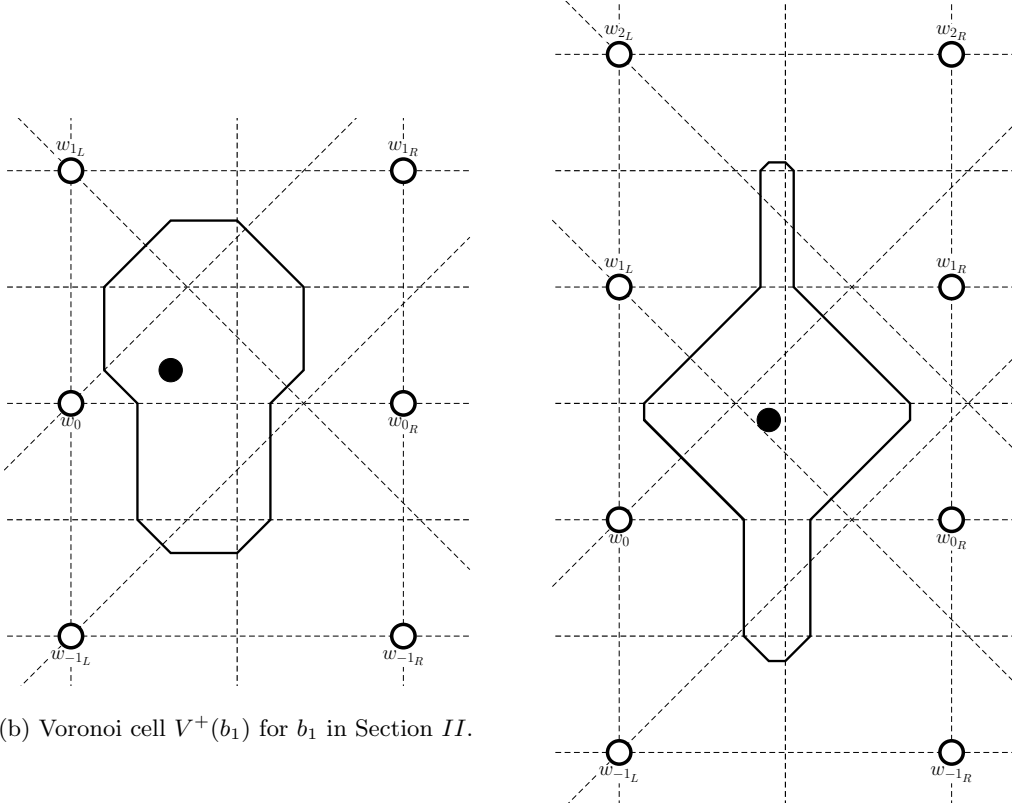 w_{2_L} w_{2_R}
w_{1_L} w_{1_R}
w_0 w_{0_R}
w_{-1_L} w_{-1_R}
w_{1_L} w_{1_R}
w_0 w_{0_R}
w_{-1_L} w_{-1_R}
(b) Voronoi cell V^+(b_1) for b_1 in Section II.